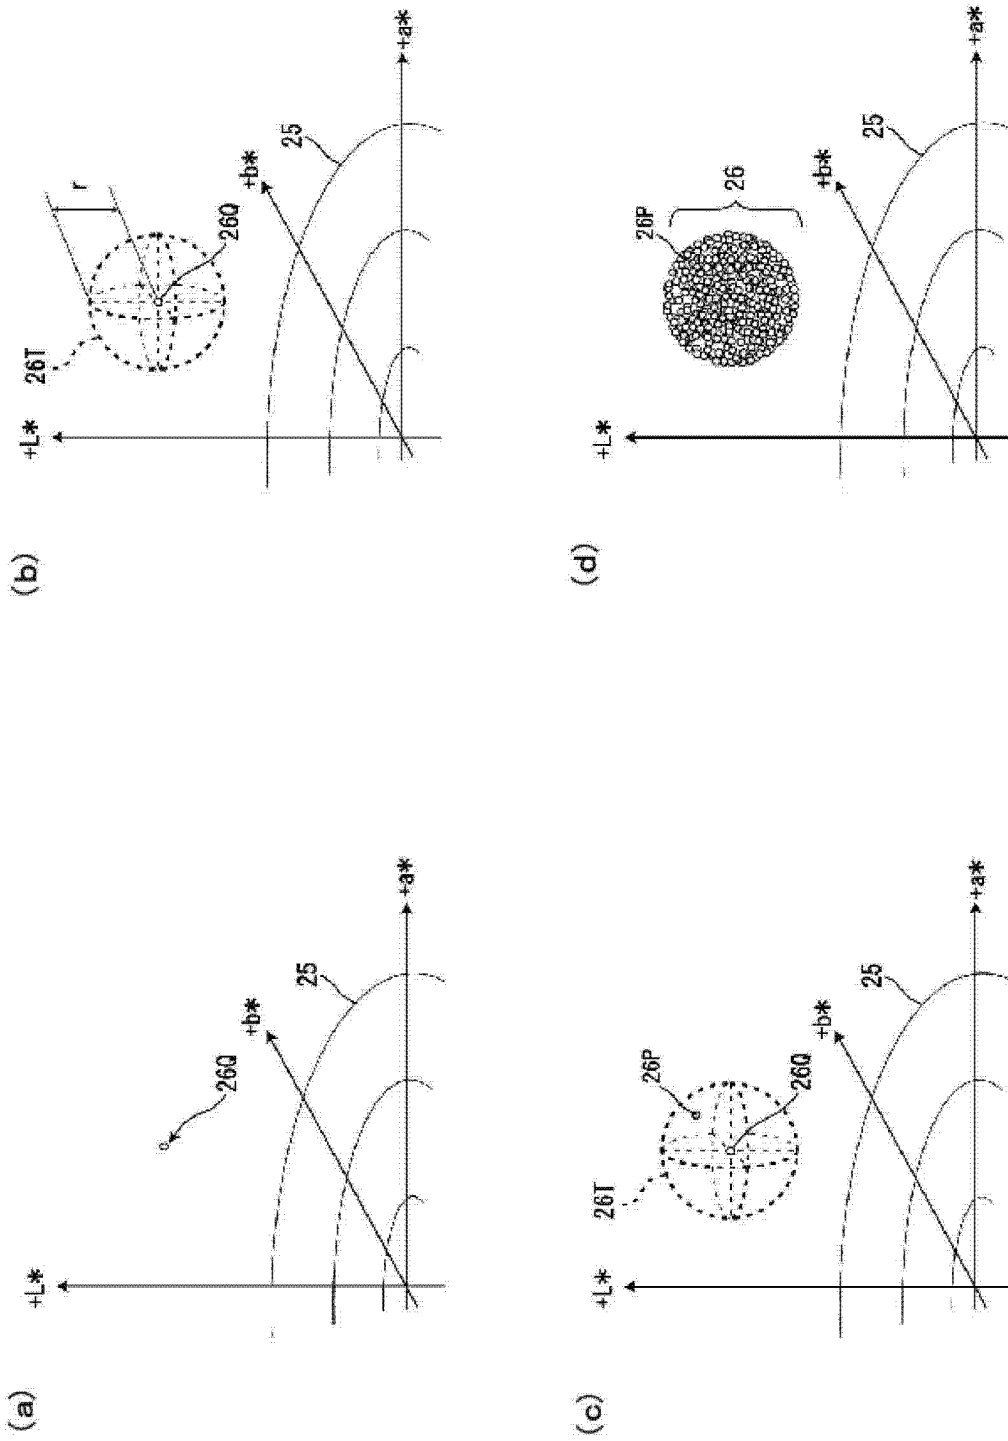 (a)
+L*
26Q
+b*
25
+a*
(b)
+L*
26T
r
26Q
+b*
25
+a*
(c)
+L*
26T
26P
26Q
+b*
25
+a*
(d)
+L*
26P
26
+b*
25
+a*